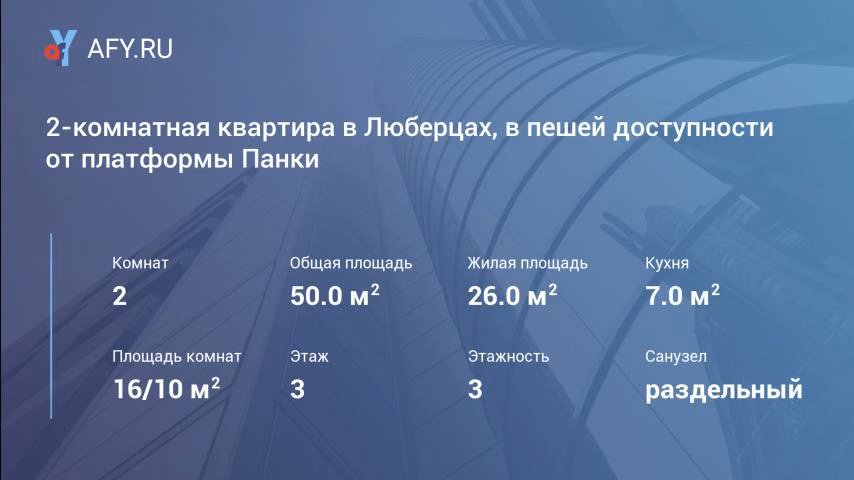 AFY.RU
2-комнатная квартира в Люберцах, в пешей доступности
от платформы Панки
Комнат
2
Общая площадь
50.0 м²
Жилая площадь
26.0 м²
Кухня
7.0 м²
Площадь комнат
16/10 м²
Этаж
3
Этажность
3
Санузел
раздельный